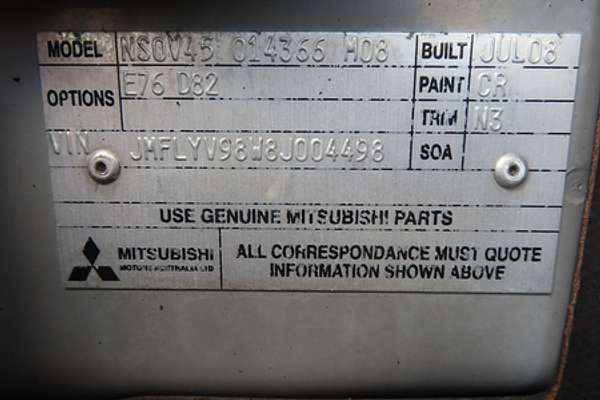 MODEL NS0V45 C14366 M08 BUILT JUL08
OPTIONS E76 D82 PAINT CR
TRIM N3
VIN JMFLYV98W8J004498 SOA
USE GENUINE MITSUBISHI PARTS
MITSUBISHI
MOTORS AUSTRALIA LTD
ALL CORRESPONDANCE MUST QUOTE
INFORMATION SHOWN ABOVE